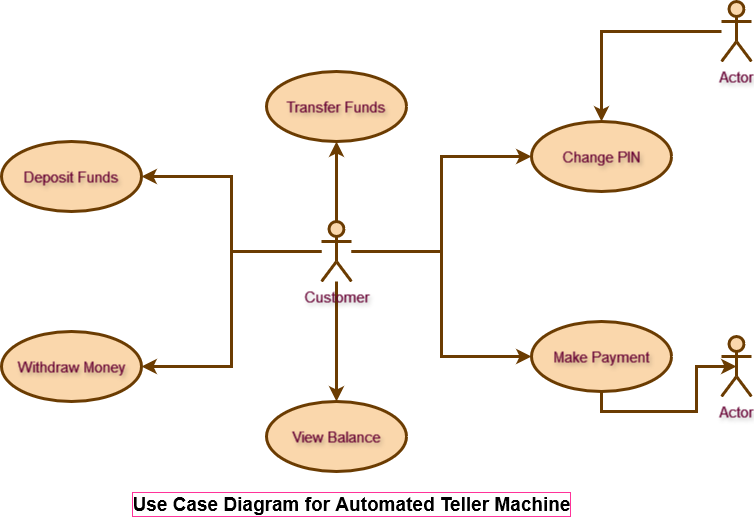 Actor
Transfer Funds
Change PIN
Deposit Funds
Customer
Make Payment
Withdraw Money
Actor
View Balance
Use Case Diagram for Automated Teller Machine